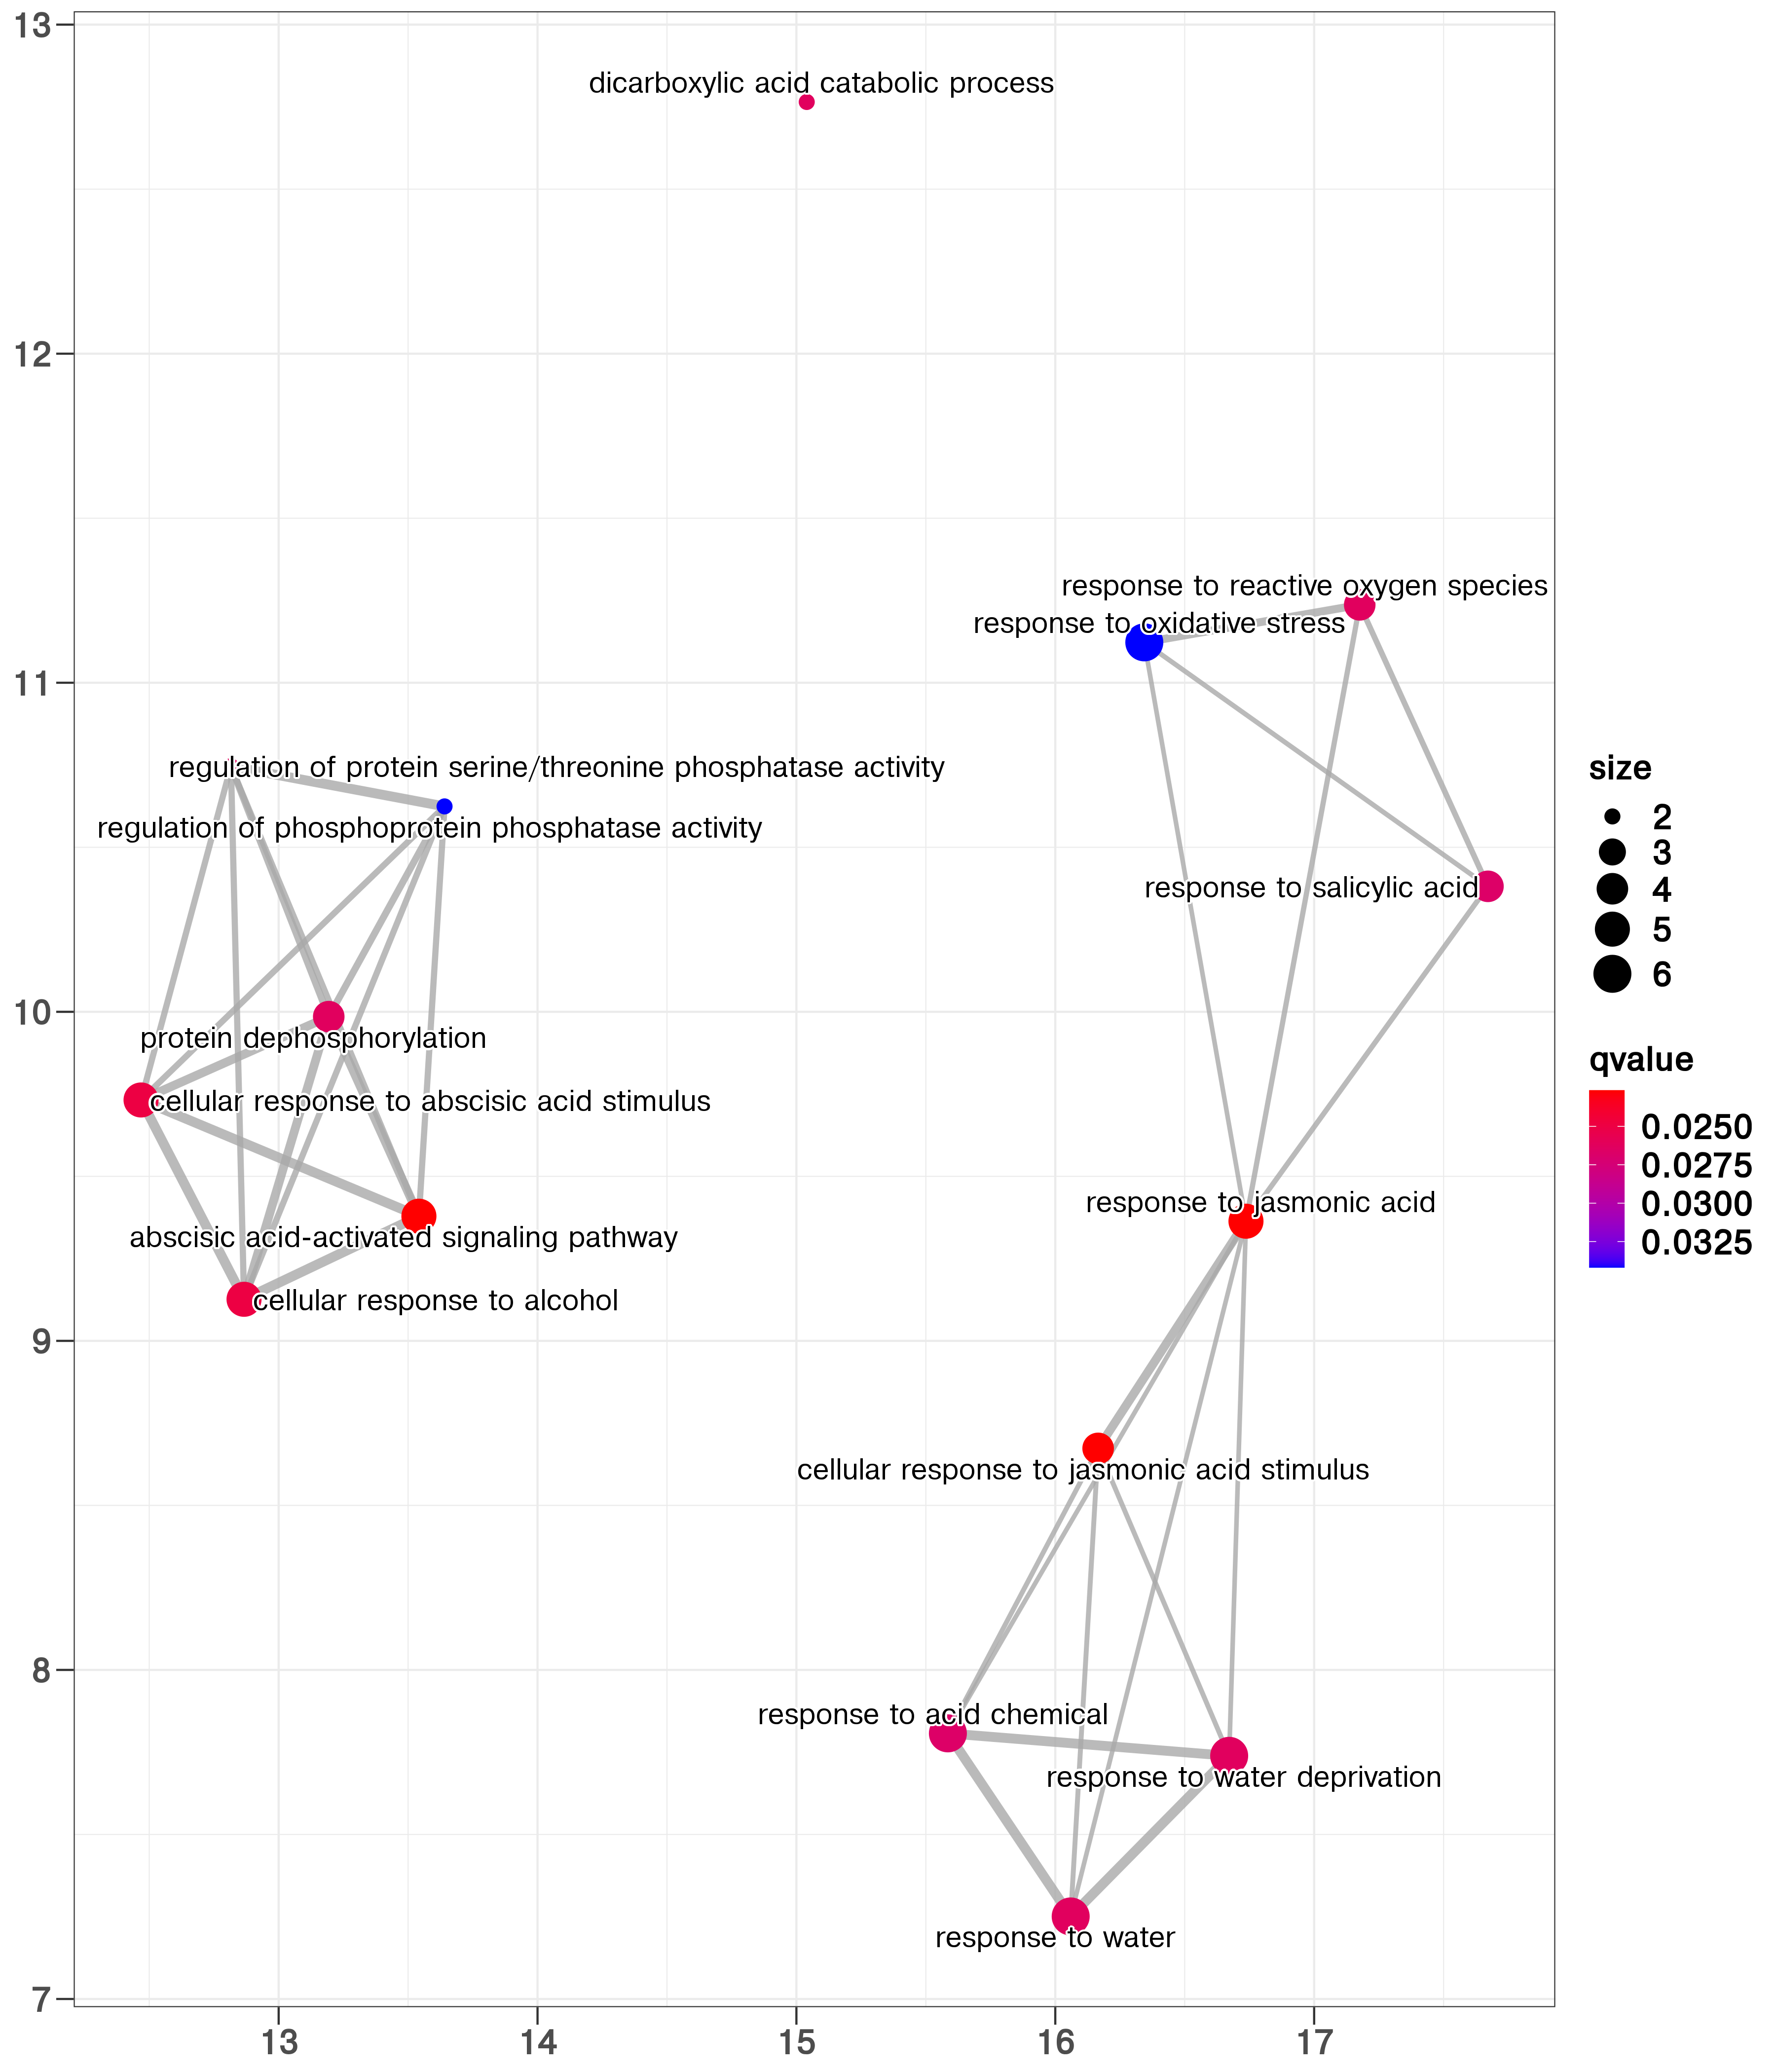 13
12
11
10
9
8
7
13
14
15
16
17
dicarboxylic acid catabolic process
response to reactive oxygen species
response to oxidative stress
regulation of protein serine/threonine phosphatase activity
regulation of phosphoprotein phosphatase activity
response to salicylic acid
protein dephosphorylation
cellular response to abscisic acid stimulus
response to jasmonic acid
abscisic acid-activated signaling pathway
cellular response to alcohol
cellular response to jasmonic acid stimulus
response to acid chemical
response to water deprivation
response to water
size
2
3
4
5
6
qvalue
0.0250
0.0275
0.0300
0.0325